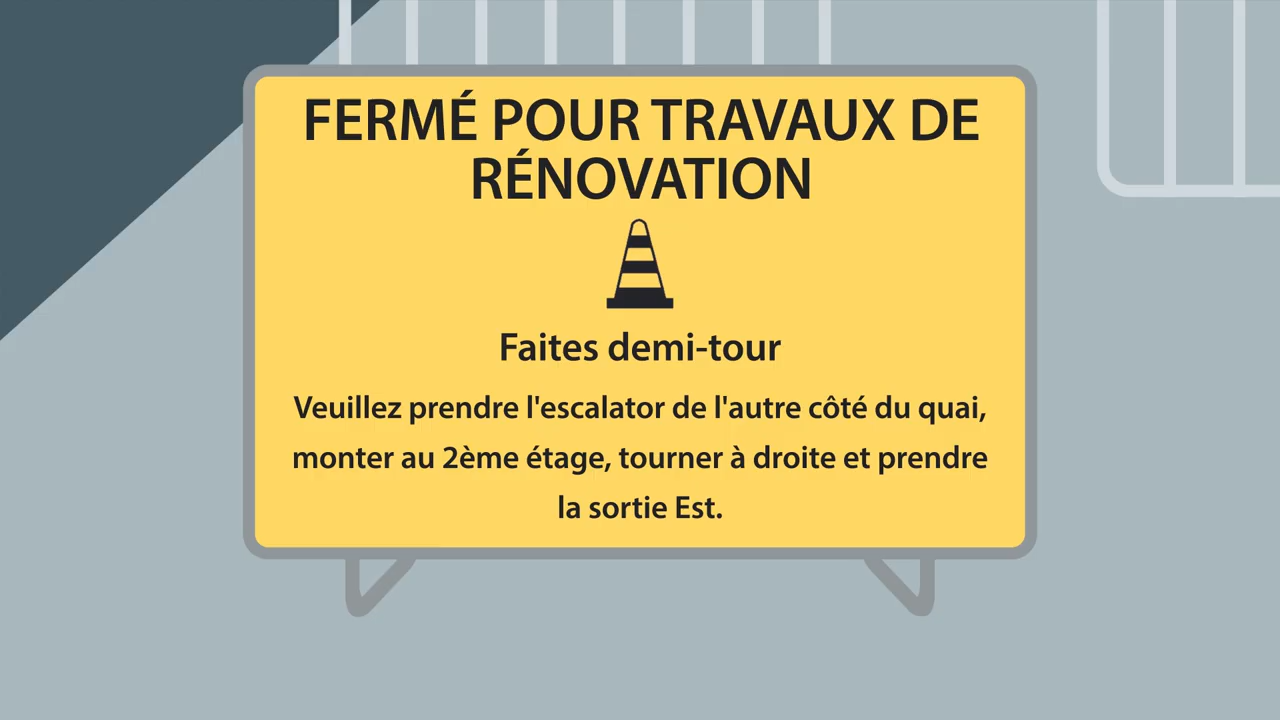 FERMÉ POUR TRAVAUX DE
RÉNOVATION
Faites demi-tour
Veuillez prendre l'escalator de l'autre côté du quai,
monter au 2ème étage, tourner à droite et prendre
la sortie Est.